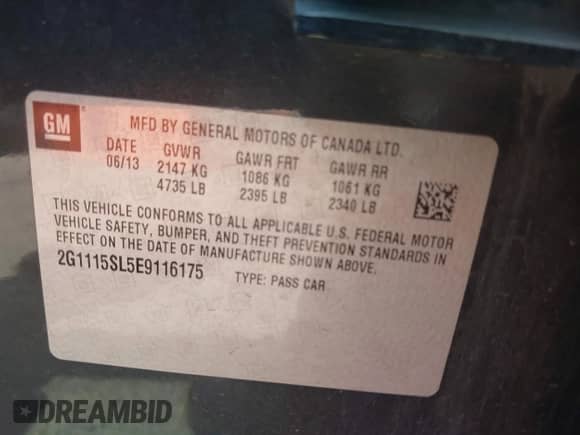 GM
MFD BY GENERAL MOTORS OF CANADA LTD.
DATE GVWR GAWR FRT GAWR RR
06/13 2147 KG 1086 KG 1061 KG
4735 LB 2395 LB 2340 LB
THIS VEHICLE CONFORMS TO ALL APPLICABLE U.S. FEDERAL MOTOR
VEHICLE SAFETY, BUMPER, AND THEFT PREVENTION STANDARDS IN
EFFECT ON THE DATE OF MANUFACTURE SHOWN ABOVE.
2G1115SL5E9116175 TYPE: PASS CAR
DREAMBID